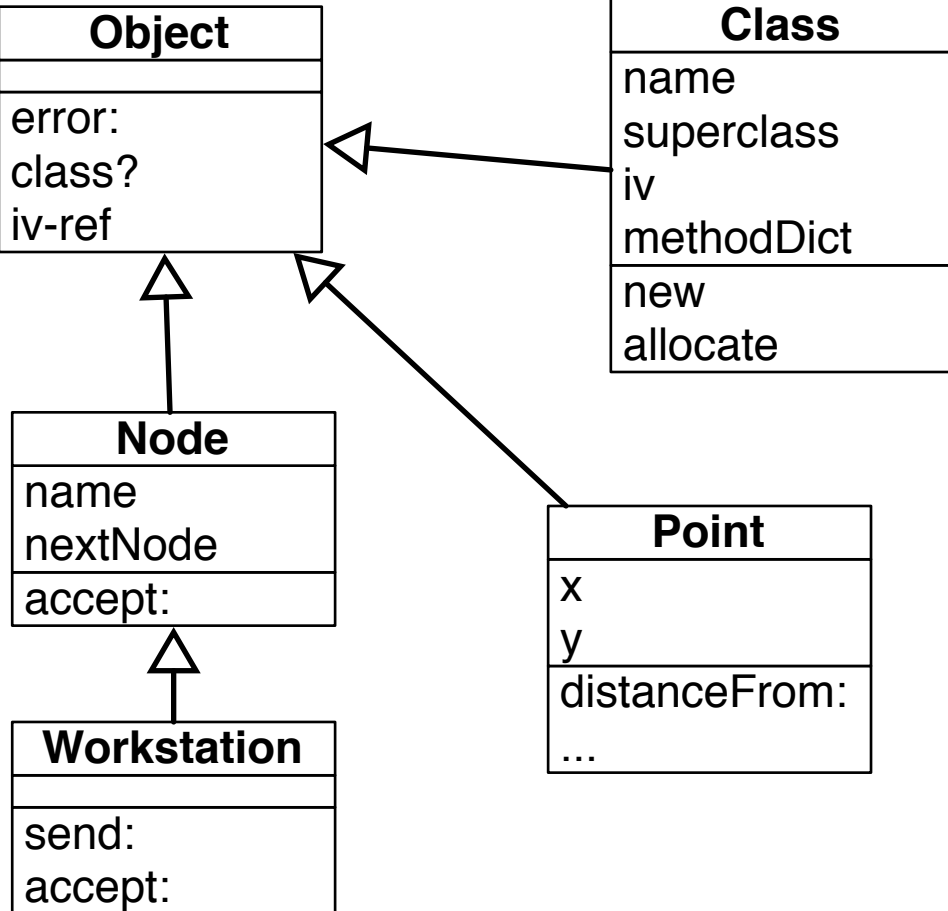 Object
error:
class?
iv-ref
Class
name
superclass
iv
methodDict
new
allocate
Node
name
nextNode
accept:
Point
x
y
distanceFrom:
...
Workstation
send:
accept: